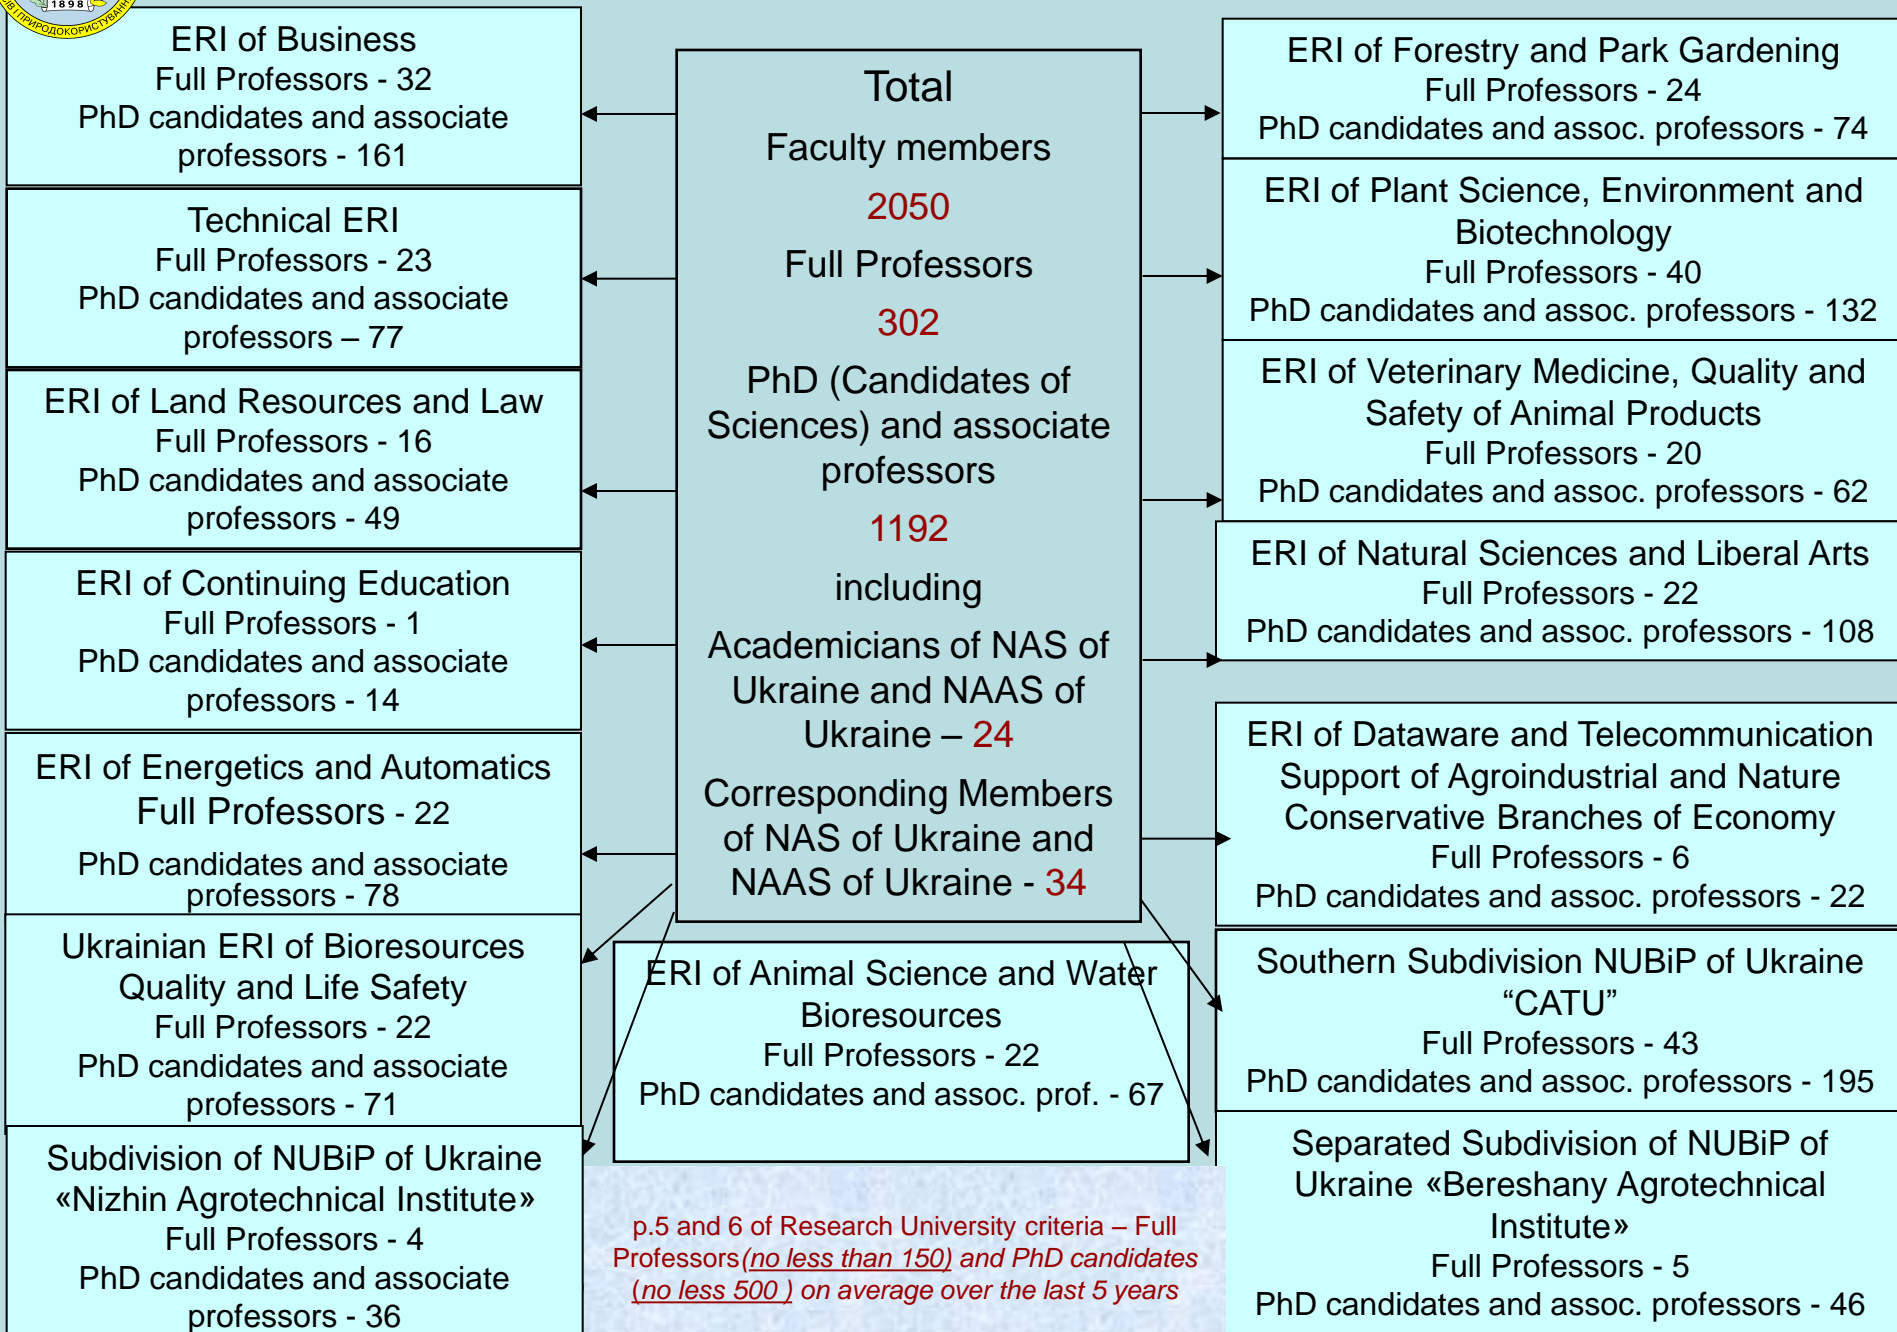 1898
ІВ І ПРИРОДОКОРИСТУВАНН
ERI of Business
Full Professors - 32
PhD candidates and associate
professors - 161
Technical ERI
Full Professors - 23
PhD candidates and associate
professors – 77
ERI of Land Resources and Law
Full Professors - 16
PhD candidates and associate
professors - 49
ERI of Continuing Education
Full Professors - 1
PhD candidates and associate
professors - 14
ERI of Energetics and Automatics
Full Professors - 22
PhD candidates and associate
professors - 78
Ukrainian ERI of Bioresources
Quality and Life Safety
Full Professors - 22
PhD candidates and associate
professors - 71
Subdivision of NUBiP of Ukraine
«Nizhin Agrotechnical Institute»
Full Professors - 4
PhD candidates and associate
professors - 36
Total
Faculty members
2050
Full Professors
302
PhD (Candidates of
Sciences) and associate
professors
1192
including
Academicians of NAS of
Ukraine and NAAS of
Ukraine – 24
Corresponding Members
of NAS of Ukraine and
NAAS of Ukraine - 34
ERI of Animal Science and Water
Bioresources
Full Professors - 22
PhD candidates and assoc. prof. - 67
p.5 and 6 of Research University criteria – Full
Professors(no less than 150) and PhD candidates
(no less 500 ) on average over the last 5 years
ERI of Forestry and Park Gardening
Full Professors - 24
PhD candidates and assoc. professors - 74
ERI of Plant Science, Environment and
Biotechnology
Full Professors - 40
PhD candidates and assoc. professors - 132
ERI of Veterinary Medicine, Quality and
Safety of Animal Products
Full Professors - 20
PhD candidates and assoc. professors - 62
ERI of Natural Sciences and Liberal Arts
Full Professors - 22
PhD candidates and assoc. professors - 108
ERI of Dataware and Telecommunication
Support of Agroindustrial and Nature
Conservative Branches of Economy
Full Professors - 6
PhD candidates and assoc. professors - 22
Southern Subdivision NUBiP of Ukraine
“CATU”
Full Professors - 43
PhD candidates and assoc. professors - 195
Separated Subdivision of NUBiP of
Ukraine «Bereshany Agrotechnical
Institute»
Full Professors - 5
PhD candidates and assoc. professors - 46